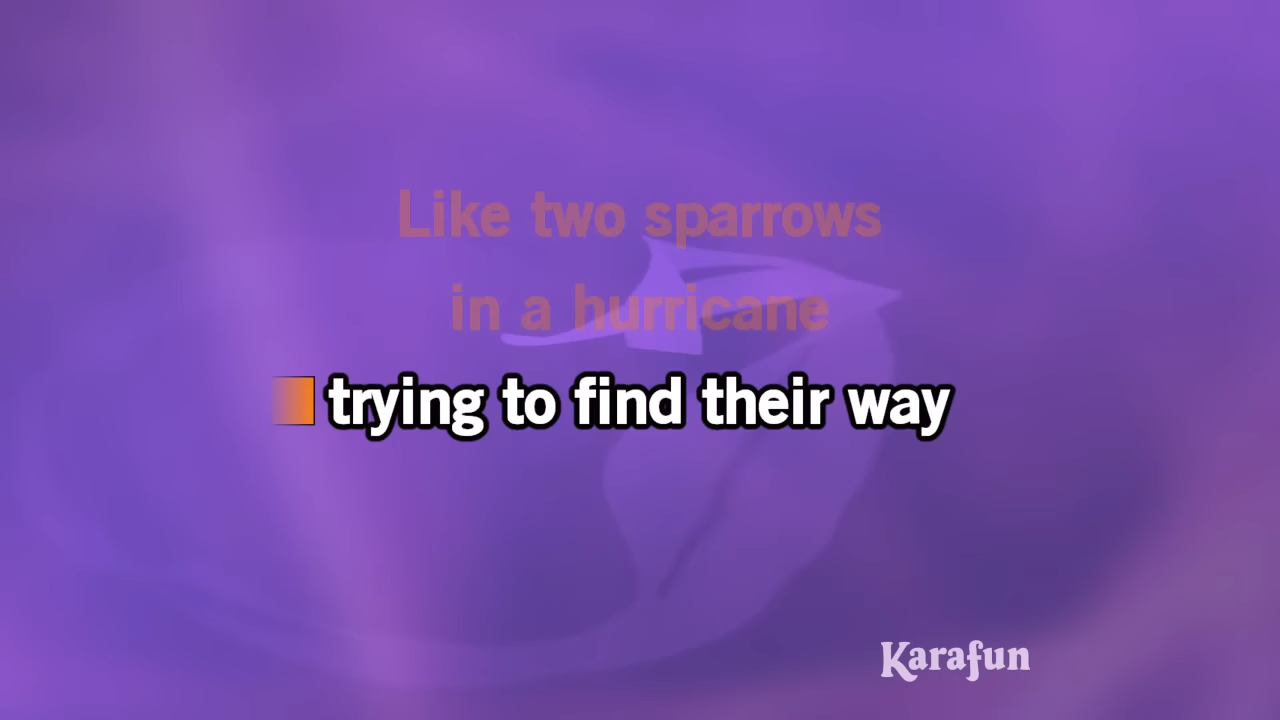 Like two sparrows
in a hurricane
trying to find their way
Karafun